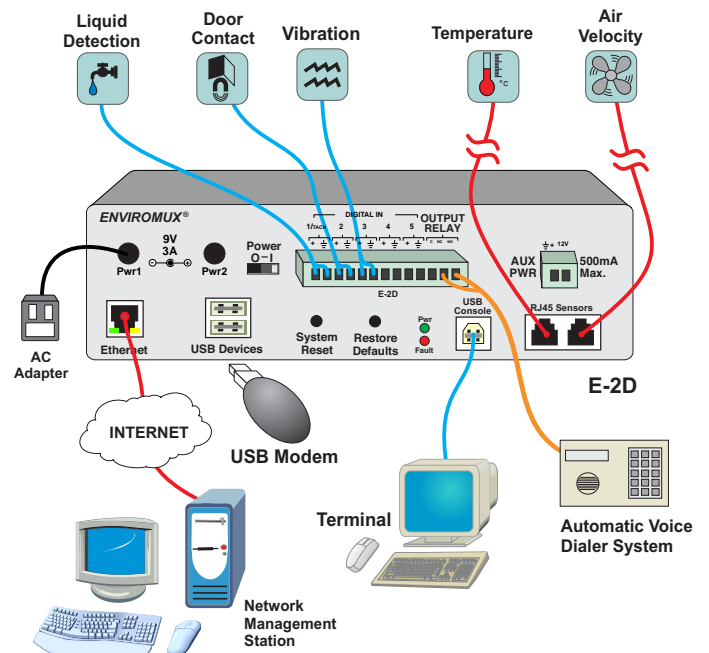 Liquid
Detection
Door
Contact
Vibration
Temperature
Air
Velocity
°C
ENVIROMUX®
DIGITAL IN
1/TACH 2 3 4 5
OUTPUT
RELAY
C NC NO
+ ⏚ + ⏚ + ⏚ + ⏚ + ⏚
9V
3A
- +
Pwr1
Pwr2
Power
O - I
E-2D
⏚ + 12V
AUX
PWR
500mA
Max.
Ethernet
USB Devices
System
Reset
Restore
Defaults
Pwr
Fault
USB
Console
RJ45 Sensors
AC
Adapter
E-2D
INTERNET
USB Modem
Terminal
Automatic Voice
Dialer System
Network
Management
Station